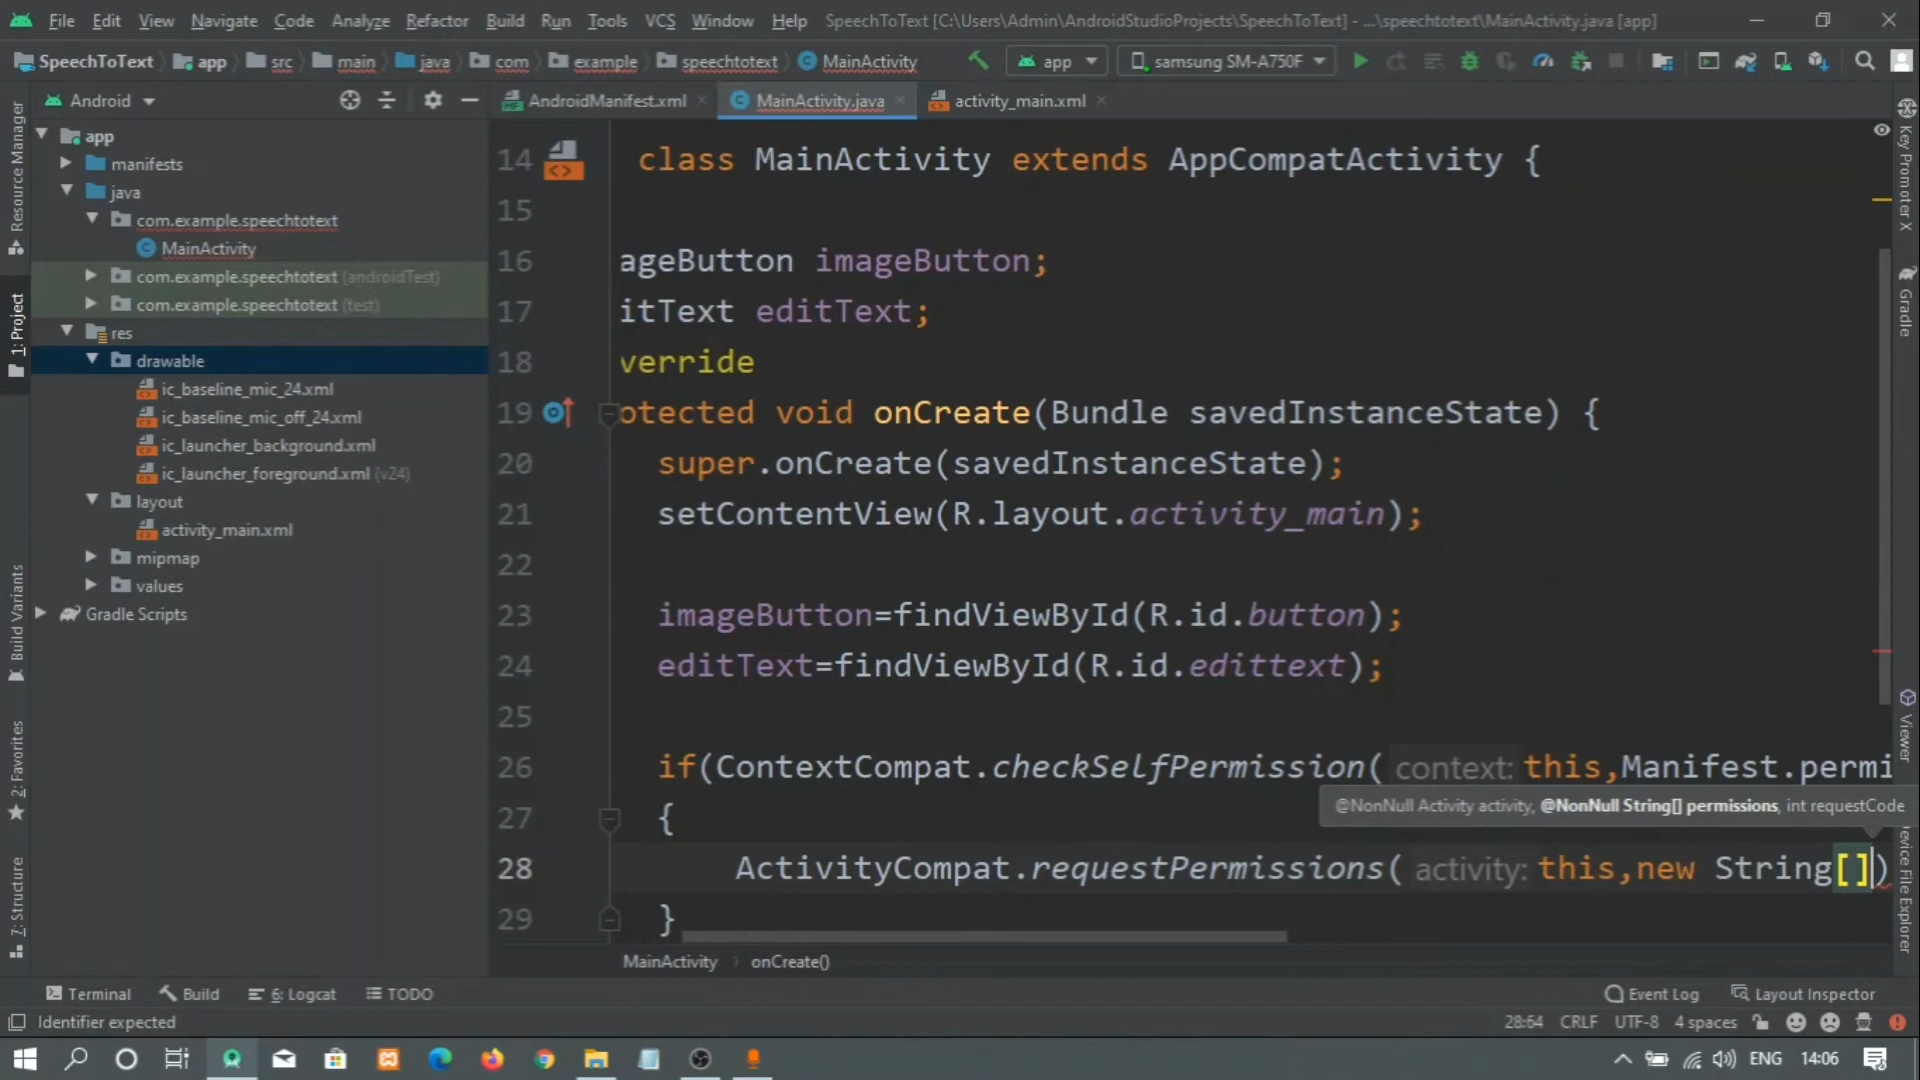 File Edit View Navigate Code Analyze Refactor Build Run Tools VCS Window Help SpeechToText [C:\Users\Admin\AndroidStudioProjects\SpeechToText] - ...\speechtotext\MainActivity.java [app]
SpeechToText app src main java com example speechtotext MainActivity app samsung SM-A750F
Android
AndroidManifest.xml MainActivity.java activity_main.xml
app
manifests
java
com.example.speechtotext
MainActivity
com.example.speechtotext (androidTest)
com.example.speechtotext (test)
res
drawable
ic_baseline_mic_24.xml
ic_baseline_mic_off_24.xml
ic_launcher_background.xml
ic_launcher_foreground.xml (v24)
layout
activity_main.xml
mipmap
values
Gradle Scripts
Resource Manager
1: Project
Build Variants
2: Favorites
7: Structure
14 class MainActivity extends AppCompatActivity {
15
16 ageButton imageButton;
17 itText editText;
18 verride
19 otected void onCreate(Bundle savedInstanceState) {
20 super.onCreate(savedInstanceState);
21 setContentView(R.layout.activity_main);
22
23 imageButton=findViewById(R.id.button);
24 editText=findViewById(R.id.edittext);
25
26 if(ContextCompat.checkSelfPermission( context: this,Manifest.permi
27 {
@NonNull Activity activity, @NonNull String[] permissions, int requestCode
28 ActivityCompat.requestPermissions( activity: this,new String[])
29 }
Key Promoter X
Gradle
Viewer
evice File Explorer
MainActivity onCreate()
Terminal Build 6: Logcat TODO Event Log Layout Inspector
Identifier expected 28:64 CRLF UTF-8 4 spaces
ENG 14:06